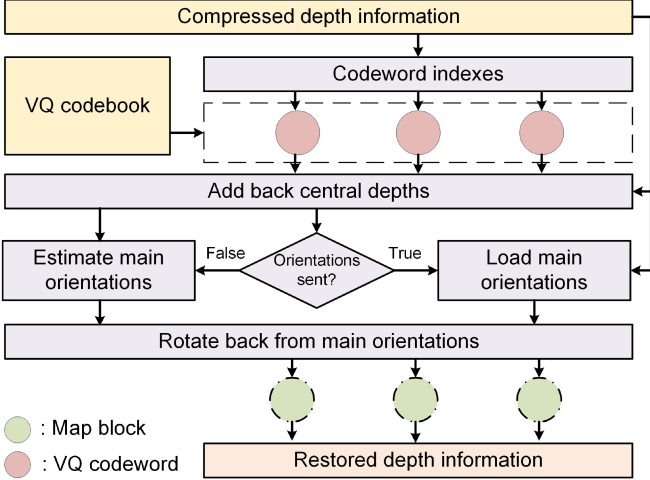 Compressed depth information
Codeword indexes
VQ codebook
Add back central depths
Estimate main
orientations
False
Orientations
sent?
True
Load main
orientations
Rotate back from main orientations
: Map block
: VQ codeword
Restored depth information